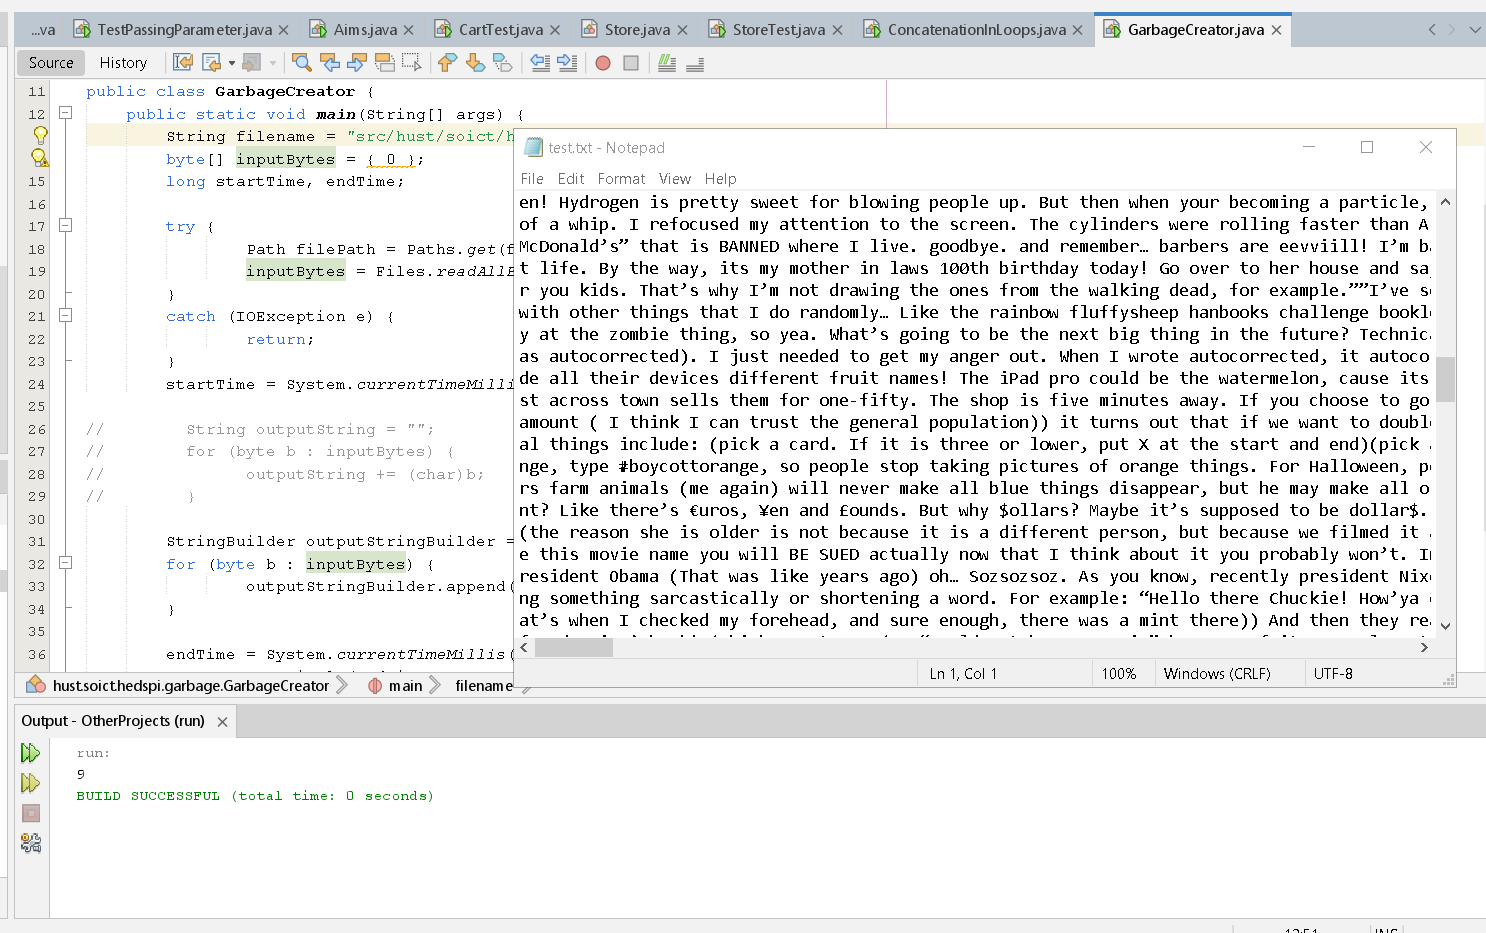 ...va TestPassingParameter.java Aims.java CartTest.java Store.java StoreTest.java ConcatenationInLoops.java GarbageCreator.java
Source History
11 public class GarbageCreator {
12 public static void main(String[] args) {
String filename = "src/hust/soict/h
byte[] inputBytes = { 0 };
15 long startTime, endTime;
16
17 try {
18 Path filePath = Paths.get(f
19 inputBytes = Files.readAllB
20 }
21 catch (IOException e) {
22 return;
23 }
24 startTime = System.currentTimeMilli
25
26 // String outputString = "";
27 // for (byte b : inputBytes) {
28 // outputString += (char)b;
29 // }
30
31 StringBuilder outputStringBuilder =
32 for (byte b : inputBytes) {
33 outputStringBuilder.append(
34 }
35
36 endTime = System.currentTimeMillis(
hust.soict.hedspi.garbage.GarbageCreator main filename
test.txt - Notepad
File Edit Format View Help
en! Hydrogen is pretty sweet for blowing people up. But then when your becoming a particle,
of a whip. I refocused my attention to the screen. The cylinders were rolling faster than A
McDonald’s” that is BANNED where I live. goodbye. and remember… barbers are eevviill! I’m ba
t life. By the way, its my mother in laws 100th birthday today! Go over to her house and sa
r you kids. That’s why I’m not drawing the ones from the walking dead, for example.””I’ve s
with other things that I do randomly… Like the rainbow fluffysheep hanbooks challenge bookl
y at the zombie thing, so yea. What’s going to be the next big thing in the future? Technic
as autocorrected). I just needed to get my anger out. When I wrote autocorrected, it autoco
de all their devices different fruit names! The iPad pro could be the watermelon, cause its
st across town sells them for one-fifty. The shop is five minutes away. If you choose to go
amount ( I think I can trust the general population)) it turns out that if we want to doubl
al things include: (pick a card. If it is three or lower, put X at the start and end)(pick
nge, type #boycottorange, so people stop taking pictures of orange things. For Halloween, p
rs farm animals (me again) will never make all blue things disappear, but he may make all o
nt? Like there’s €uros, ¥en and £ounds. But why $ollars? Maybe it’s supposed to be dollar$.
(the reason she is older is not because it is a different person, but because we filmed it
e this movie name you will BE SUED actually now that I think about it you probably won’t. I
resident Obama (That was like years ago) oh… Sozsozsoz. As you know, recently president Nix
ng something sarcastically or shortening a word. For example: “Hello there Chuckie! How’ya
at’s when I checked my forehead, and sure enough, there was a mint there)) And then they re
Ln 1, Col 1 100% Windows (CRLF) UTF-8
Output - OtherProjects (run)
run:
9
BUILD SUCCESSFUL (total time: 0 seconds)